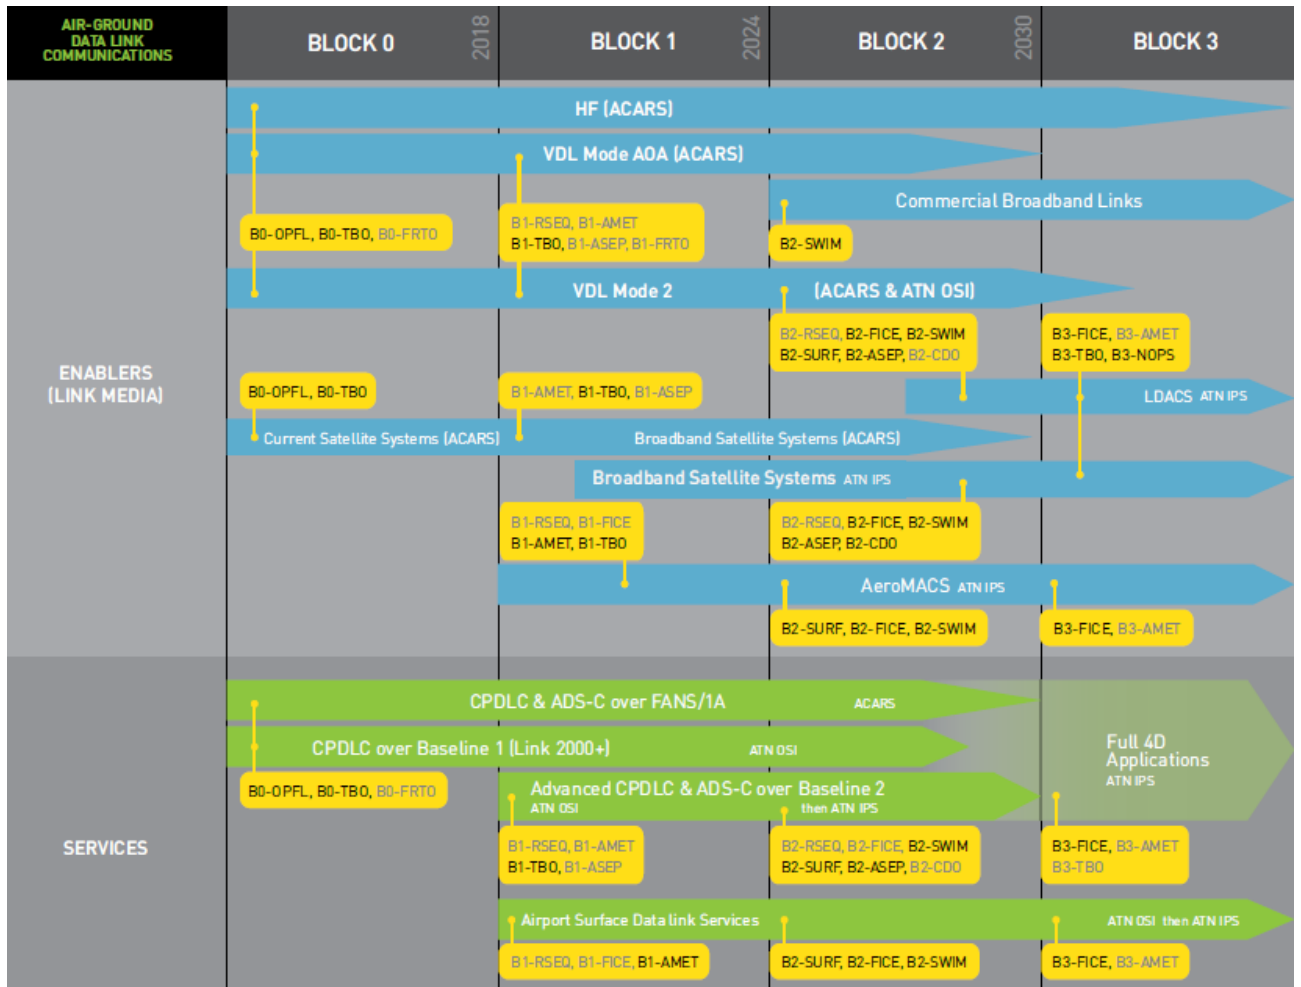 AIR-GROUND
DATA LINK
COMMUNICATIONS
BLOCK 0
2018
BLOCK 1
2024
BLOCK 2
2030
BLOCK 3
ENABLERS
(LINK MEDIA)
HF (ACARS)
VDL Mode AOA (ACARS)
Commercial Broadband Links
B0-OPFL, B0-TBO, B0-FRTO
B1-RSEQ, B1-AMET
B1-TBO, B1-ASEP, B1-FRTO
B2-SWIM
VDL Mode 2 (ACARS & ATN OSI)
B2-RSEQ, B2-FICE, B2-SWIM
B2-SURF, B2-ASEP, B2-CDO
B3-FICE, B3-AMET
B3-TBO, B3-NOPS
B0-OPFL, B0-TBO
B1-AMET, B1-TBO, B1-ASEP
LDACS ATN IPS
Current Satellite Systems (ACARS)
Broadband Satellite Systems (ACARS)
Broadband Satellite Systems ATN IPS
B1-RSEQ, B1-FICE
B1-AMET, B1-TBO
B2-RSEQ, B2-FICE, B2-SWIM
B2-ASEP, B2-CDO
AeroMACS ATN IPS
B2-SURF, B2-FICE, B2-SWIM
B3-FICE, B3-AMET
SERVICES
CPDLC & ADS-C over FANS/1A ACARS
CPDLC over Baseline 1 (Link 2000+) ATN OSI
Full 4D
Applications
ATN IPS
B0-OPFL, B0-TBO, B0-FRTO
Advanced CPDLC & ADS-C over Baseline 2
ATN OSI then ATN IPS
B1-RSEQ, B1-AMET
B1-TBO, B1-ASEP
B2-RSEQ, B2-FICE, B2-SWIM
B2-SURF, B2-ASEP, B2-CDO
B3-FICE, B3-AMET
B3-TBO
Airport Surface Data link Services
ATN OSI then ATN IPS
B1-RSEQ, B1-FICE, B1-AMET
B2-SURF, B2-FICE, B2-SWIM
B3-FICE, B3-AMET